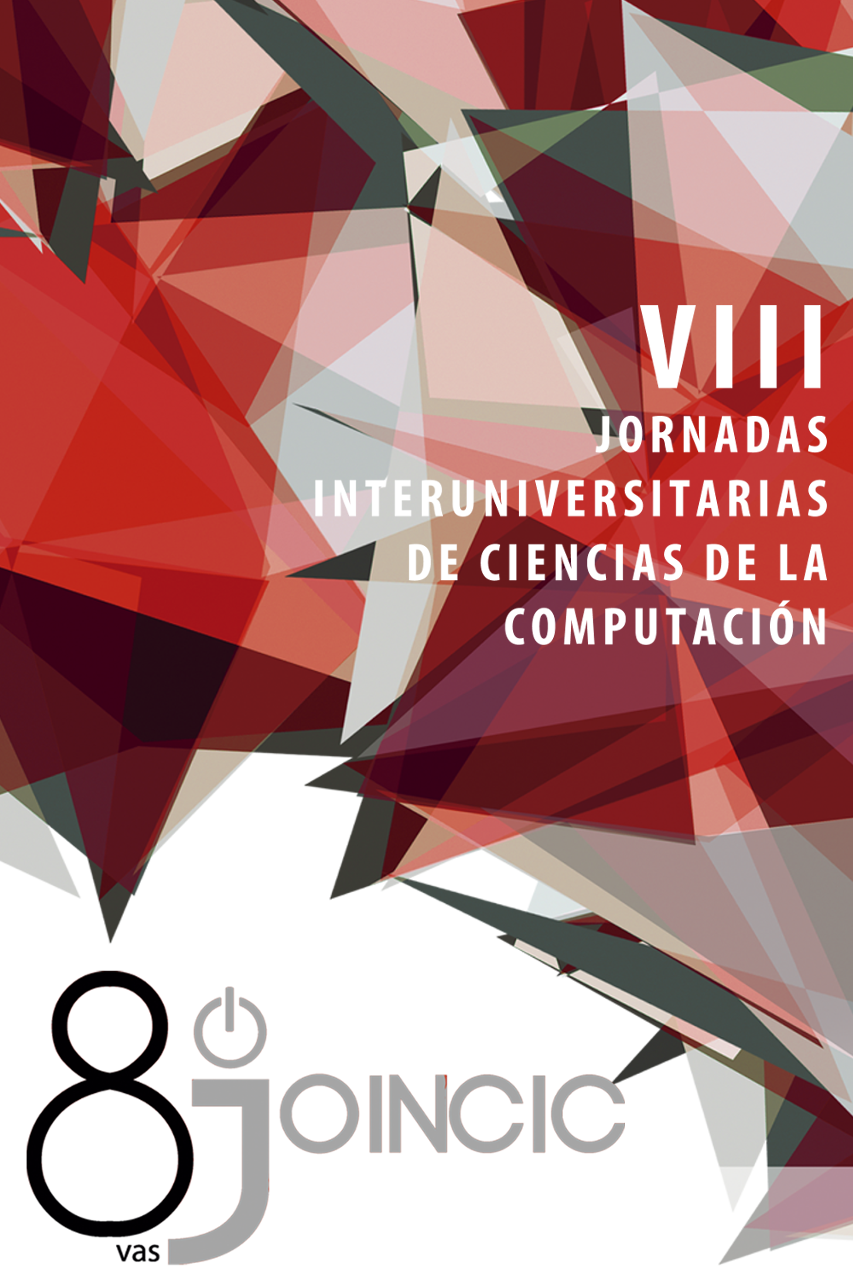 VIII
JORNADAS
INTERUNIVERSITARIAS
DE CIENCIAS DE LA
COMPUTACIÓN
8 JOINCIC
vas